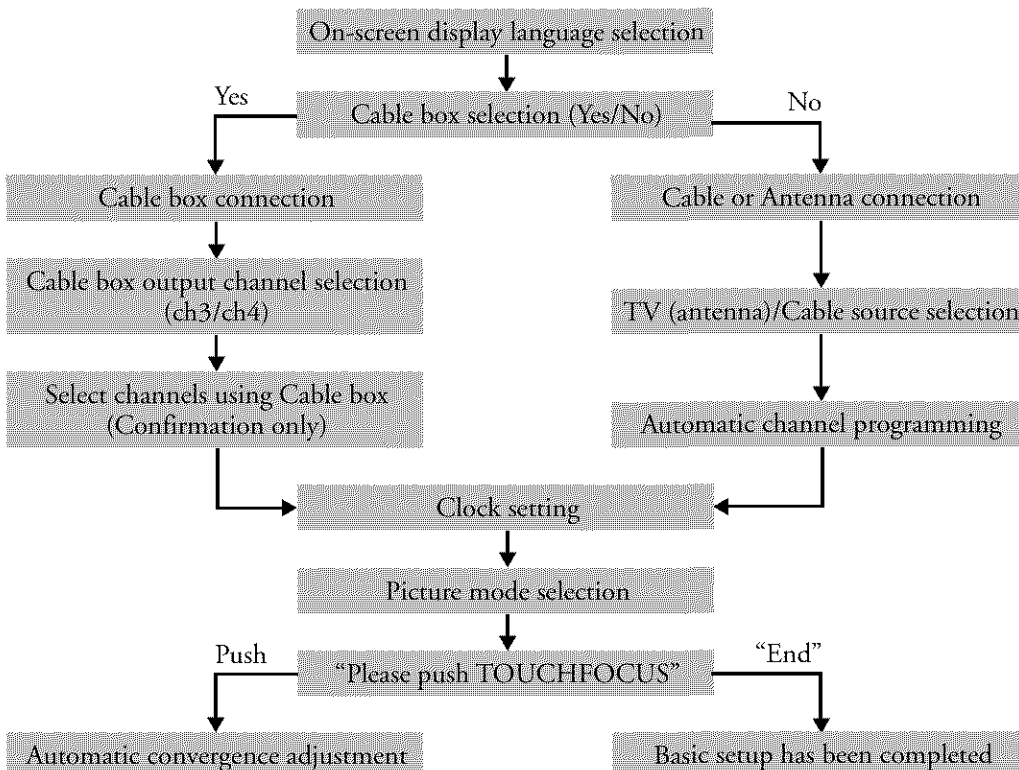 On-screen display language selection
Yes
Cable box selection (Yes/No)
No
Cable box connection
Cable or Antenna connection
Cable box output channel selection
(ch3/ch4)
TV (antenna)/Cable source selection
Select channels using Cable box
(Confirmation only)
Automatic channel programming
Clock setting
Picture mode selection
Push
“Please push TOUCHFOCUS”
“End”
Automatic convergence adjustment
Basic setup has been completed